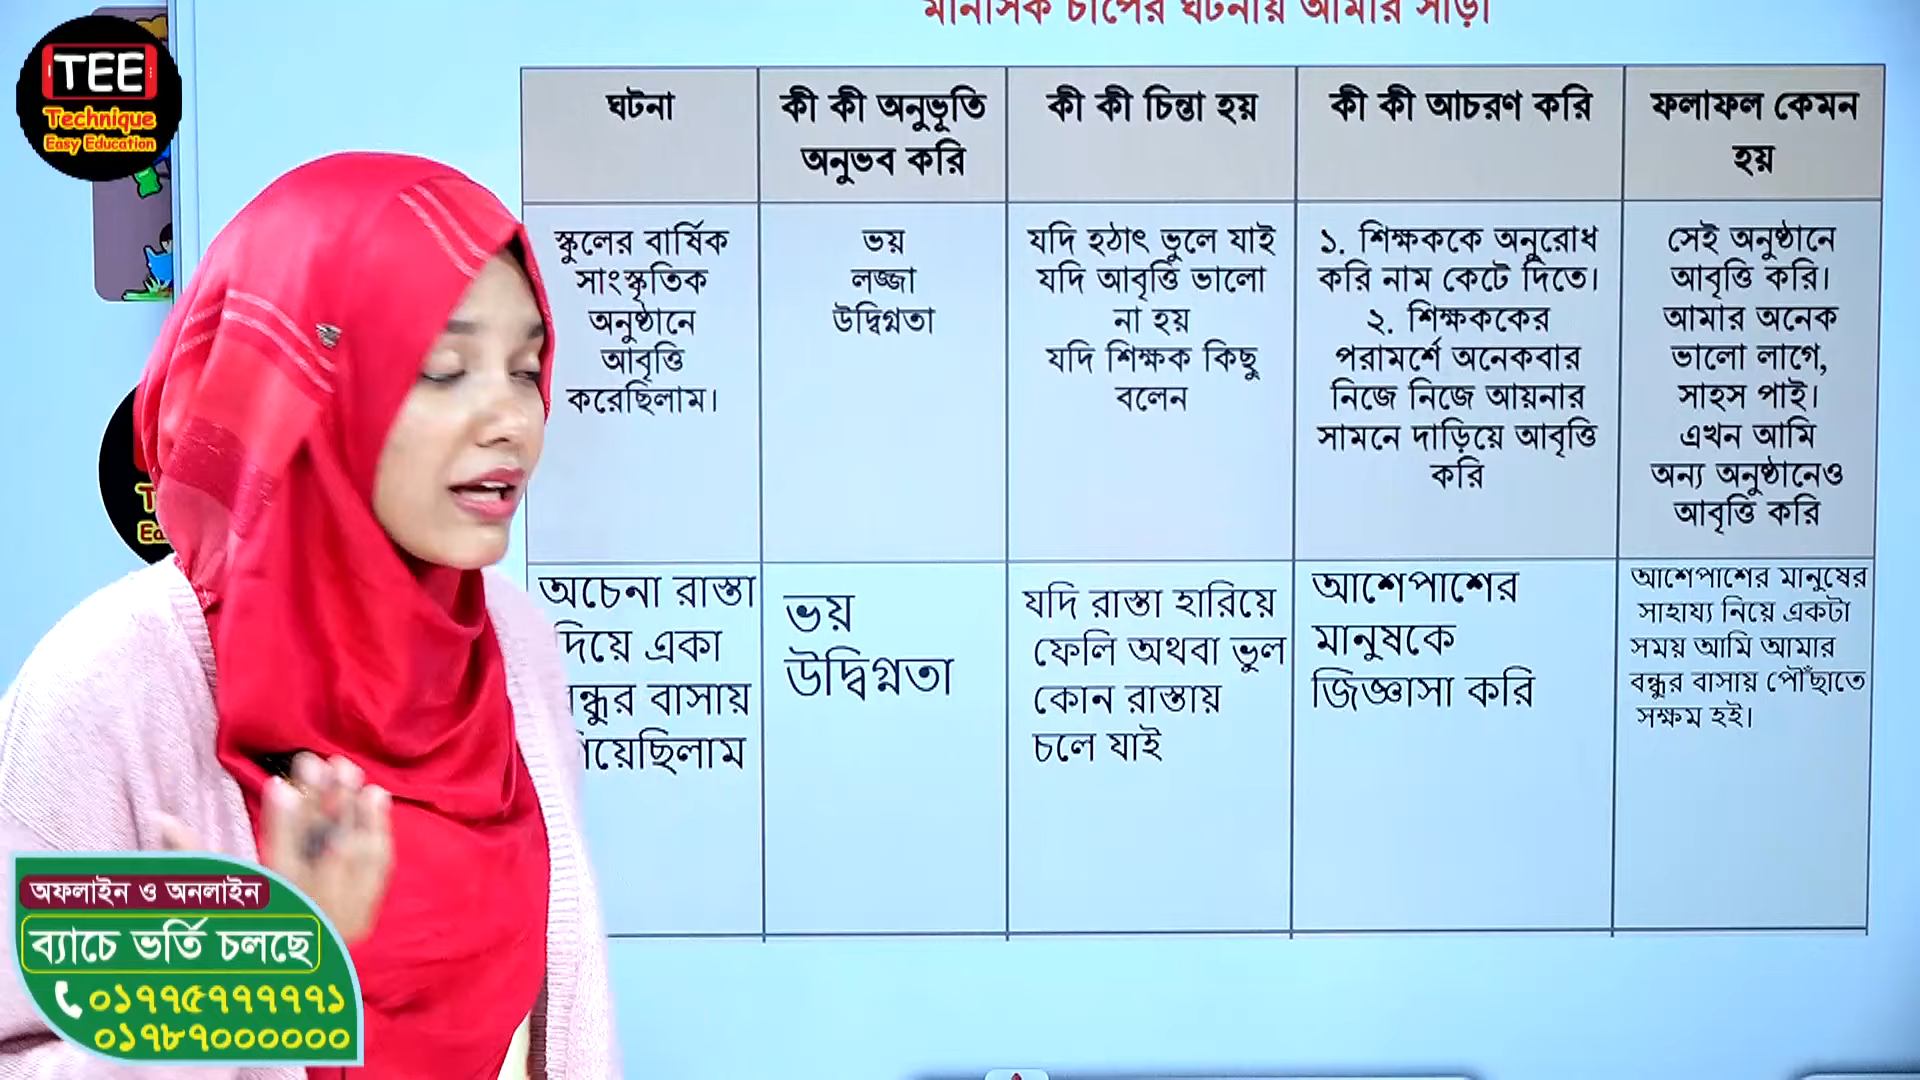 মানসিক চাপের ঘটনায় আমার সাড়া
TEE
Technique
Easy Education
ঘটনা
কী কী অনুভূতি
অনুভব করি
কী কী চিন্তা হয়
কী কী আচরণ করি
ফলাফল কেমন
হয়
স্কুলের বার্ষিক
সাংস্কৃতিক
অনুষ্ঠানে
আবৃত্তি
করেছিলাম।
ভয়
লজ্জা
উদ্বিগ্নতা
যদি হঠাৎ ভুলে যাই
যদি আবৃত্তি ভালো
না হয়
যদি শিক্ষক কিছু
বলেন
১. শিক্ষককে অনুরোধ
করি নাম কেটে দিতে।
২. শিক্ষককের
পরামর্শে অনেকবার
নিজে নিজে আয়নার
সামনে দাড়িয়ে আবৃত্তি
করি
সেই অনুষ্ঠানে
আবৃত্তি করি।
আমার অনেক
ভালো লাগে,
সাহস পাই।
এখন আমি
অন্য অনুষ্ঠানেও
আবৃত্তি করি
অচেনা রাস্তা
দিয়ে একা
বন্ধুর বাসায়
গিয়েছিলাম
ভয়
উদ্বিগ্নতা
যদি রাস্তা হারিয়ে
ফেলি অথবা ভুল
কোন রাস্তায়
চলে যাই
আশেপাশের
মানুষকে
জিজ্ঞাসা করি
আশেপাশের মানুষের
সাহায্য নিয়ে একটা
সময় আমি আমার
বন্ধুর বাসায় পৌঁছাতে
সক্ষম হই।
অফলাইন ও অনলাইন
ব্যাচে ভর্তি চলছে
০১৭৭৫৭৭৭৭৭১
০১৭৮৭০০০০০০